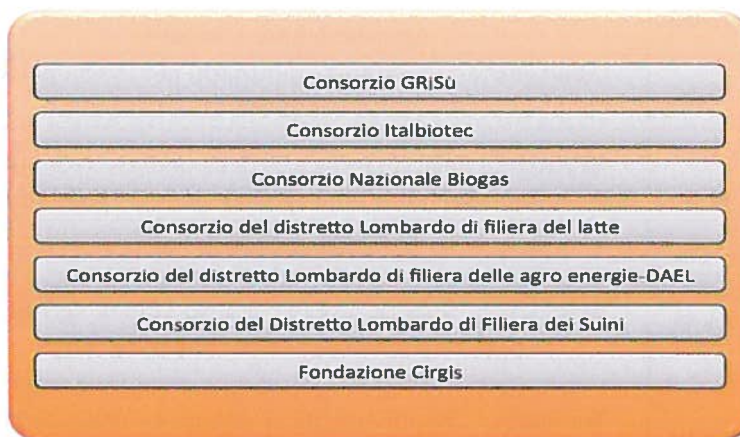 Consorzio GRiSù
Consorzio Italbiotec
Consorzio Nazionale Biogas
Consorzio del distretto Lombardo di filiera del latte
Consorzio del distretto Lombardo di filiera delle agro energie-DAEL
Consorzio del Distretto Lombardo di Filiera dei Suini
Fondazione Cirgis